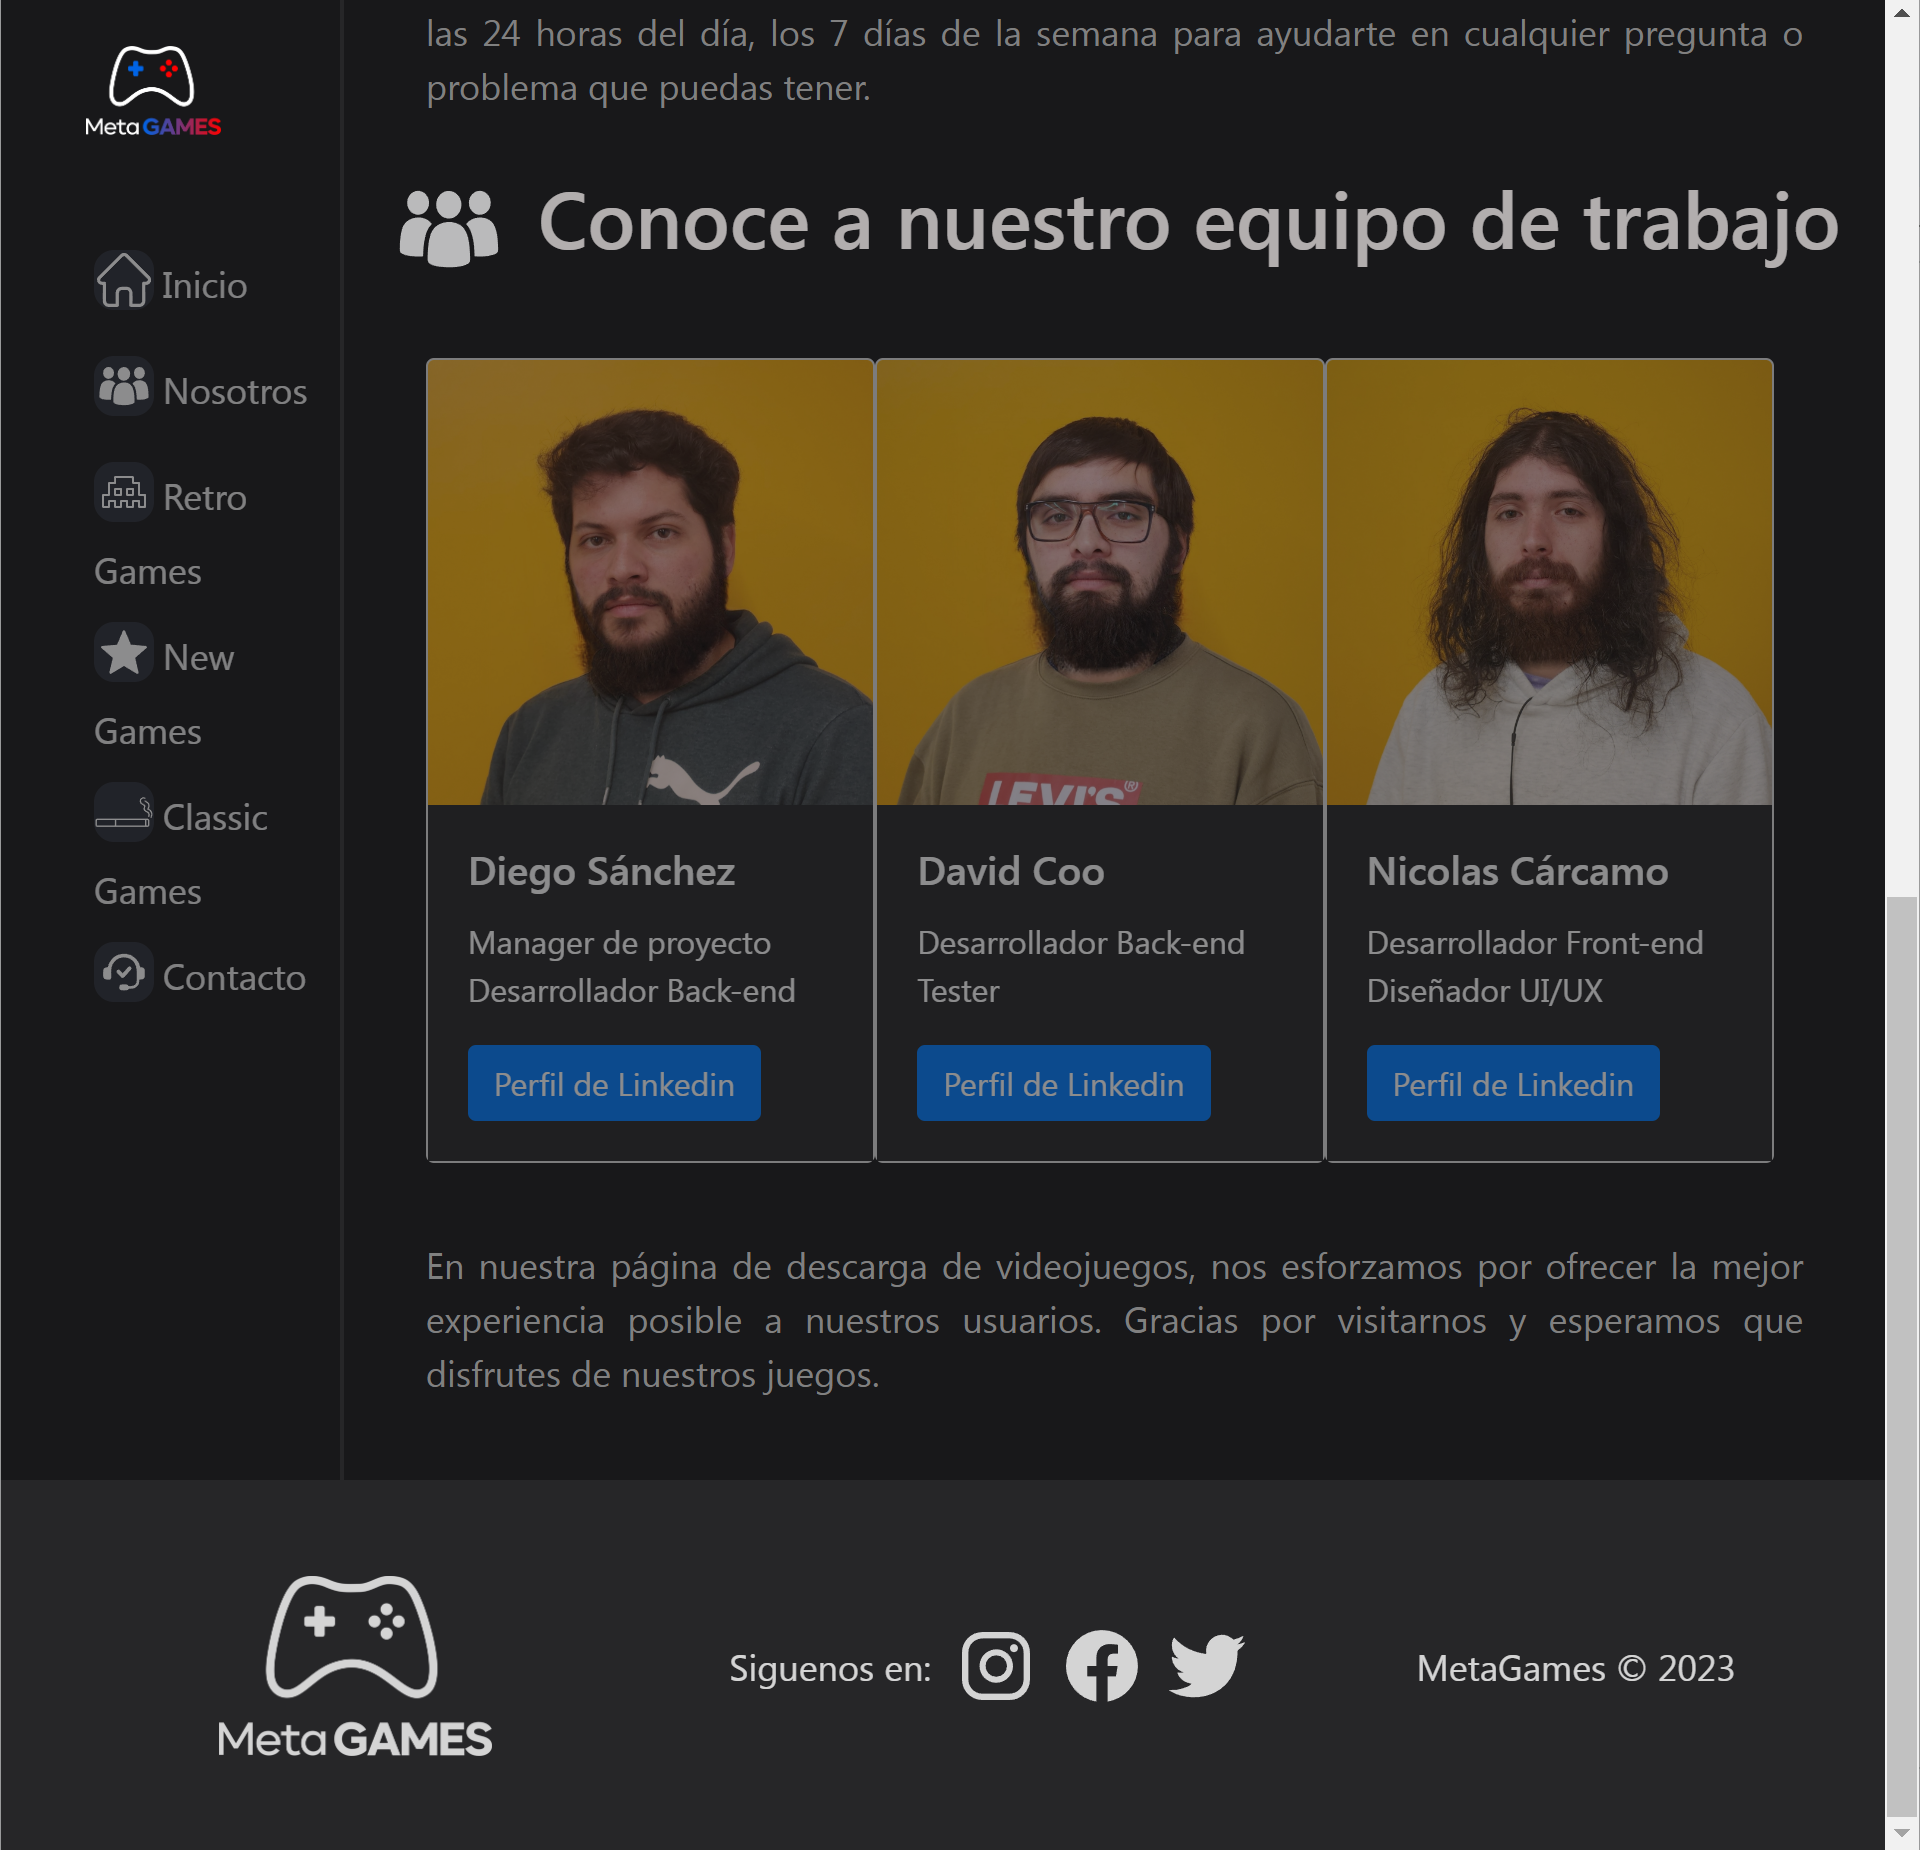 Meta GAMES
Inicio
Nosotros
Retro
Games
New
Games
Classic
Games
Contacto
las 24 horas del día, los 7 días de la semana para ayudarte en cualquier pregunta o
problema que puedas tener.
Conoce a nuestro equipo de trabajo
LEVI'S®
Diego Sánchez
Manager de proyecto
Desarrollador Back-end
Perfil de Linkedin
David Coo
Desarrollador Back-end
Tester
Perfil de Linkedin
Nicolas Cárcamo
Desarrollador Front-end
Diseñador UI/UX
Perfil de Linkedin
En nuestra página de descarga de videojuegos, nos esforzamos por ofrecer la mejor
experiencia posible a nuestros usuarios. Gracias por visitarnos y esperamos que
disfrutes de nuestros juegos.
Meta GAMES
Siguenos en:
MetaGames © 2023